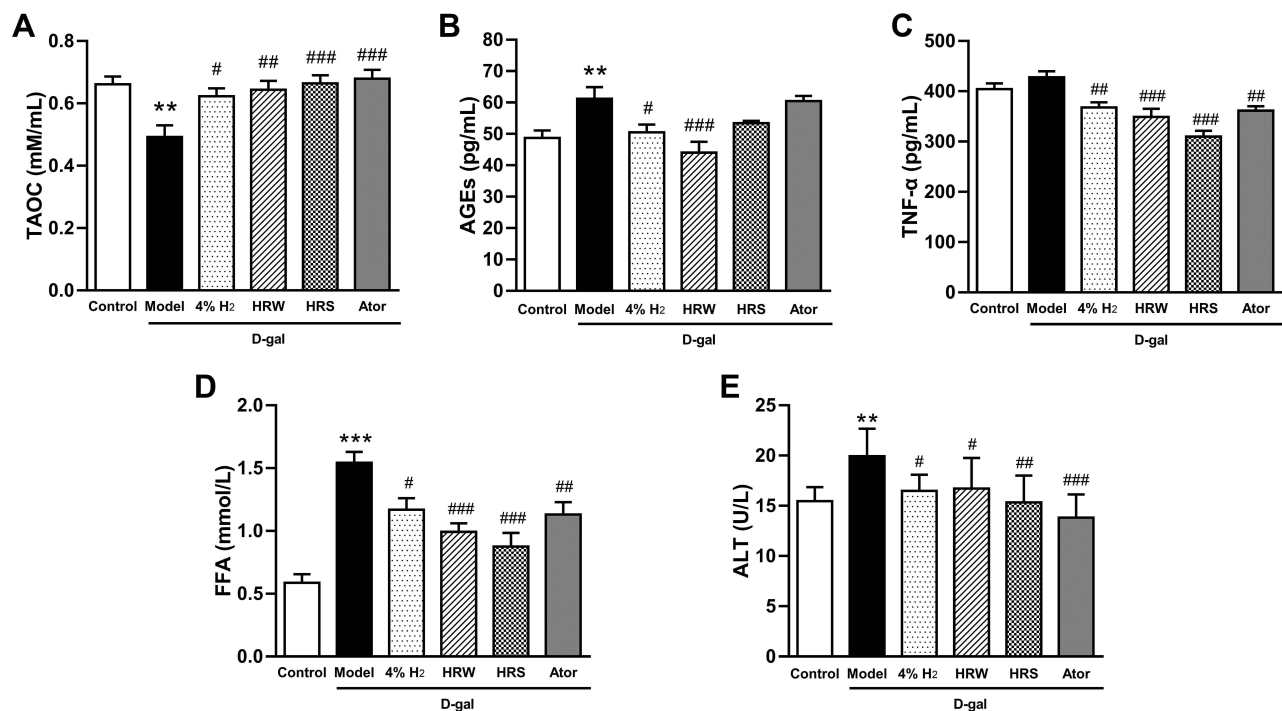 A
TAOC (mM/mL)
0.8
0.6
0.4
0.2
0.0
**
#
##
###
###
Control Model 4% H2 HRW HRS Ator
D-gal
B
AGEs (pg/mL)
80
70
60
50
40
30
20
10
0
**
#
###
Control Model 4% H2 HRW HRS Ator
D-gal
C
TNF-α (pg/mL)
500
400
300
200
100
0
##
###
###
##
Control Model 4% H2 HRW HRS Ator
D-gal
D
FFA (mmol/L)
2.0
1.5
1.0
0.5
0.0
***
#
###
###
##
Control Model 4% H2 HRW HRS Ator
D-gal
E
ALT (U/L)
25
20
15
10
5
0
**
#
#
##
###
Control Model 4% H2 HRW HRS Ator
D-gal